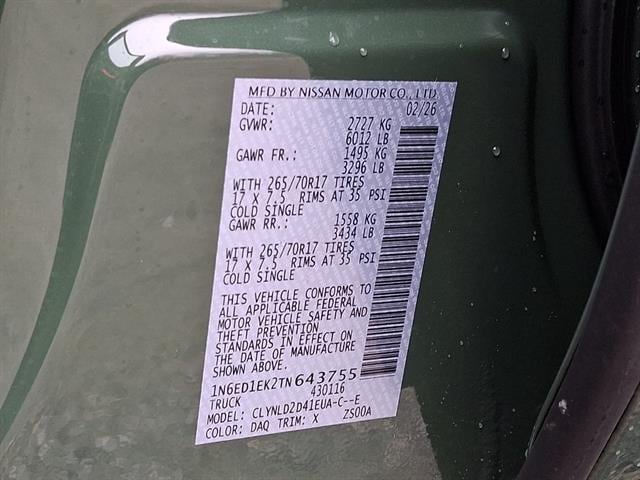 MFD BY NISSAN MOTOR CO., LTD.
DATE: 02/26
GVWR: 2727 KG
6012 LB
GAWR FR.: 1495 KG
3296 LB
WITH 265/70R17 TIRES
17 X 7.5 RIMS AT 35 PSI
COLD SINGLE
GAWR RR.: 1558 KG
3434 LB
WITH 265/70R17 TIRES
17 X 7.5 RIMS AT 35 PSI
COLD SINGLE
THIS VEHICLE CONFORMS TO
ALL APPLICABLE FEDERAL
MOTOR VEHICLE SAFETY AND
THEFT PREVENTION
STANDARDS IN EFFECT ON
THE DATE OF MANUFACTURE
SHOWN ABOVE.
1N6ED1EK2TN643755
TRUCK 430116
MODEL: CLYNLD2D41EUA-C--E
COLOR: DAQ TRIM: X ZS00A